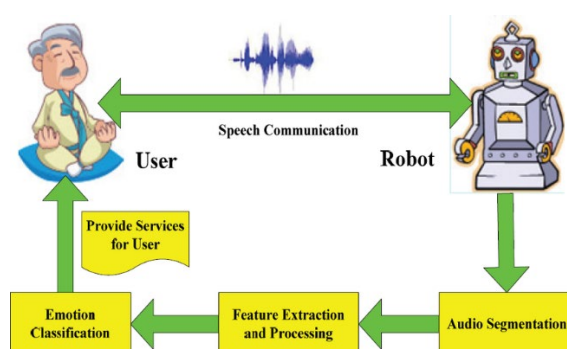 Speech Communication
User
Robot
Provide Services
for User
Emotion
Classification
Feature Extraction
and Processing
Audio Segmentation